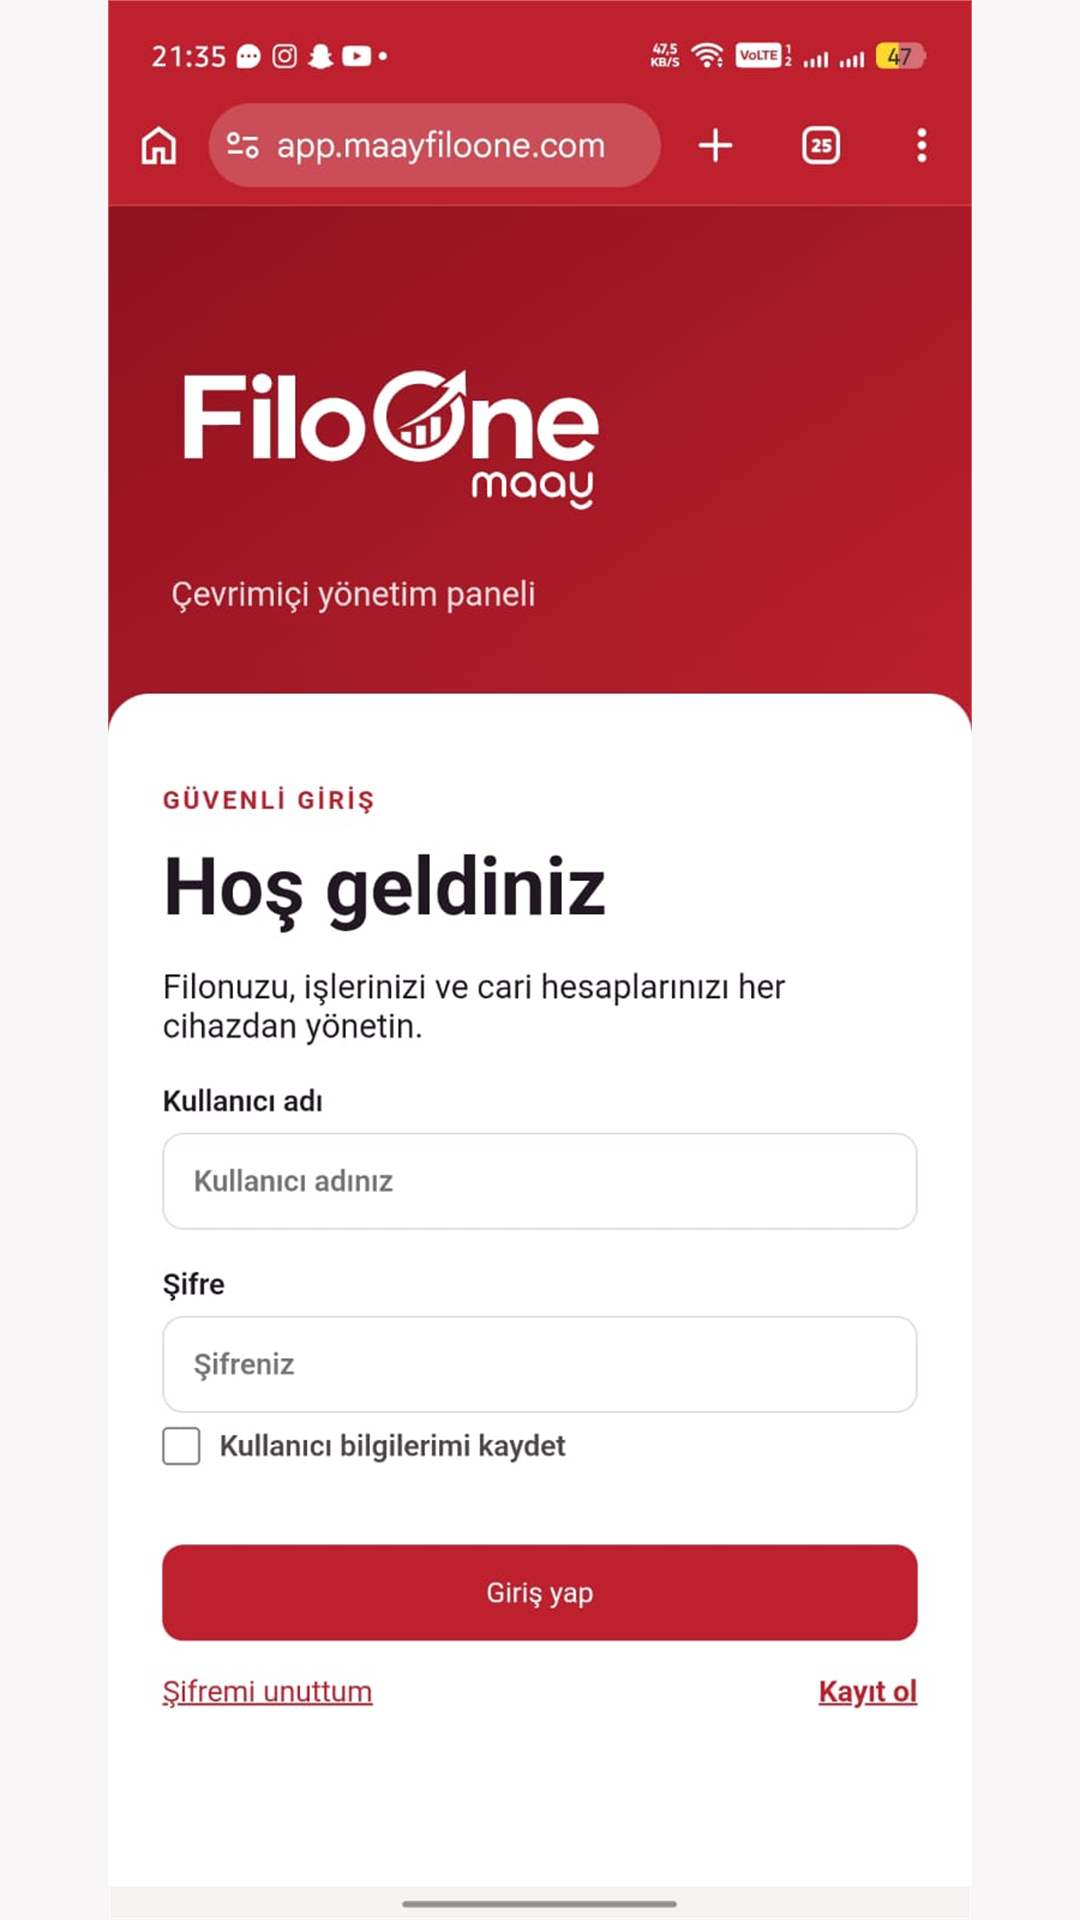 21:35
47,5
KB/S
VoLTE
1
2
47
app.maayfiloone.com
25
FiloOne
maay
Çevrimiçi yönetim paneli
GÜVENLİ GİRİŞ
Hoş geldiniz
Filonuzu, işlerinizi ve cari hesaplarınızı her
cihazdan yönetin.
Kullanıcı adı
Kullanıcı adınız
Şifre
Şifreniz
Kullanıcı bilgilerimi kaydet
Giriş yap
Şifremi unuttum
Kayıt ol